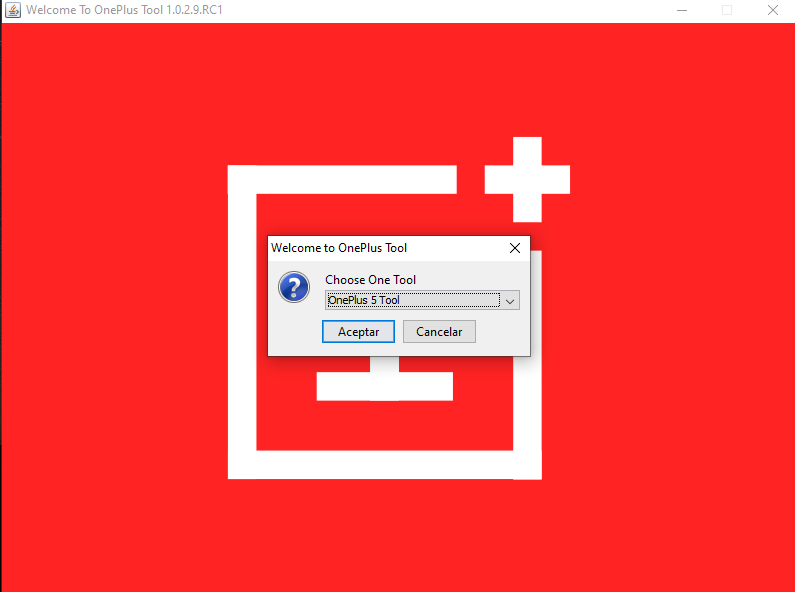 Welcome To OnePlus Tool 1.0.2.9.RC1
Welcome to OnePlus Tool
Choose One Tool
OnePlus 5 Tool
Aceptar Cancelar